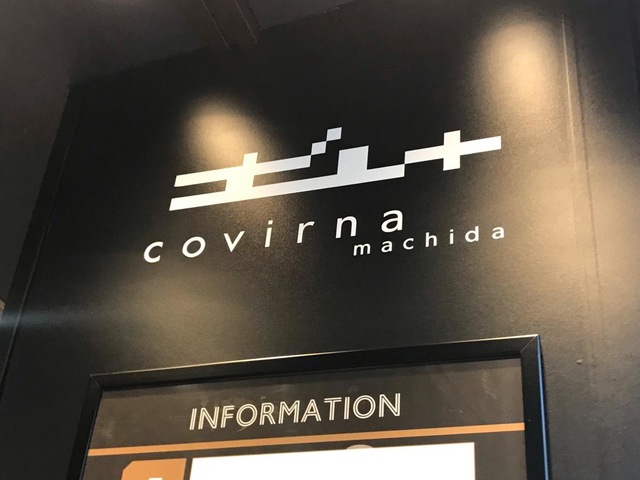 コビルナ
covirna
machida
INFORMATION